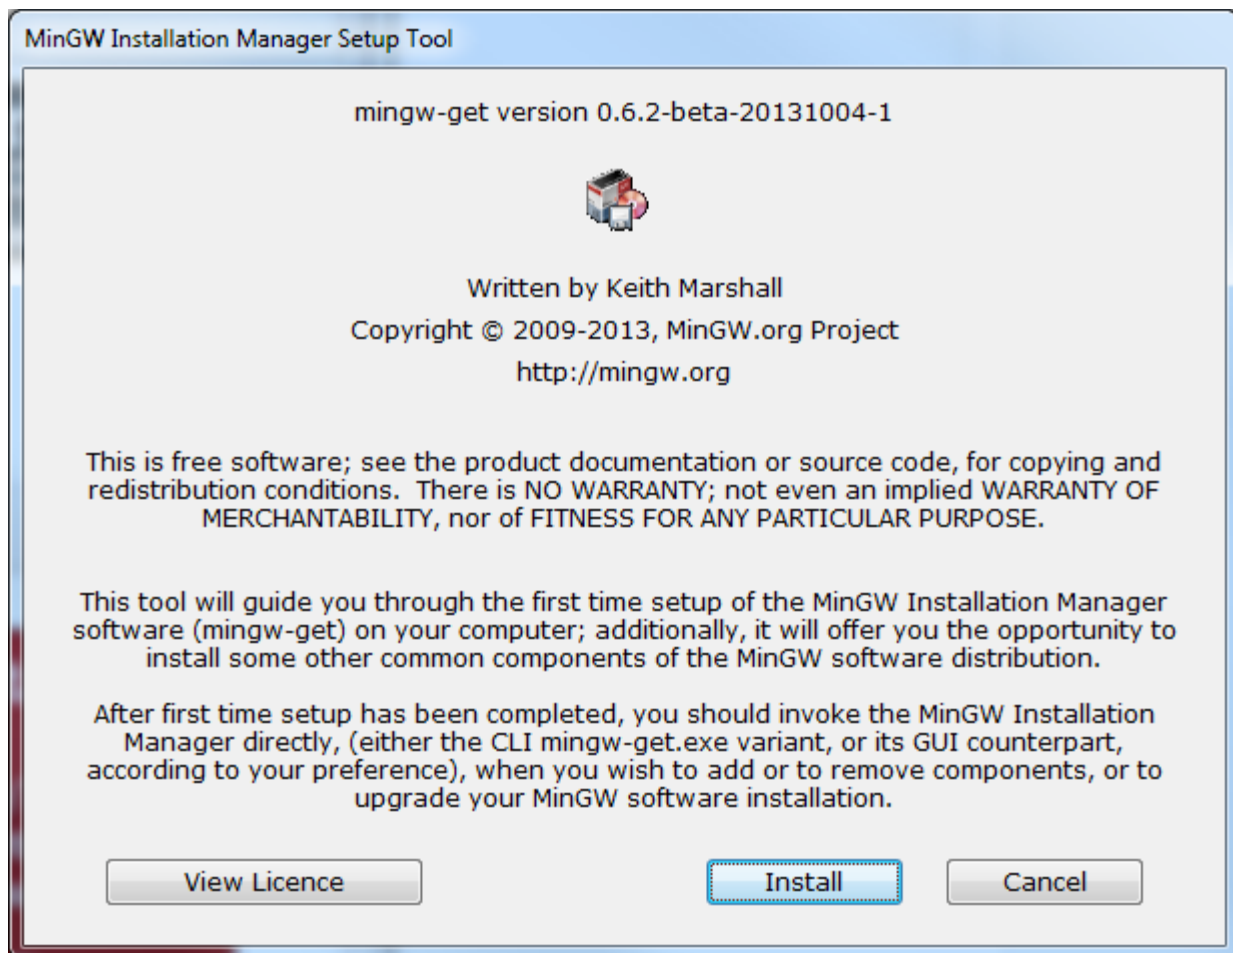 MinGW Installation Manager Setup Tool
mingw-get version 0.6.2-beta-20131004-1
Written by Keith Marshall
Copyright © 2009-2013, MinGW.org Project
http://mingw.org
This is free software; see the product documentation or source code, for copying and
redistribution conditions.  There is NO WARRANTY; not even an implied WARRANTY OF
MERCHANTABILITY, nor of FITNESS FOR ANY PARTICULAR PURPOSE.
This tool will guide you through the first time setup of the MinGW Installation Manager
software (mingw-get) on your computer; additionally, it will offer you the opportunity to
install some other common components of the MinGW software distribution.
After first time setup has been completed, you should invoke the MinGW Installation
Manager directly, (either the CLI mingw-get.exe variant, or its GUI counterpart,
according to your preference), when you wish to add or to remove components, or to
upgrade your MinGW software installation.
View Licence
Install
Cancel